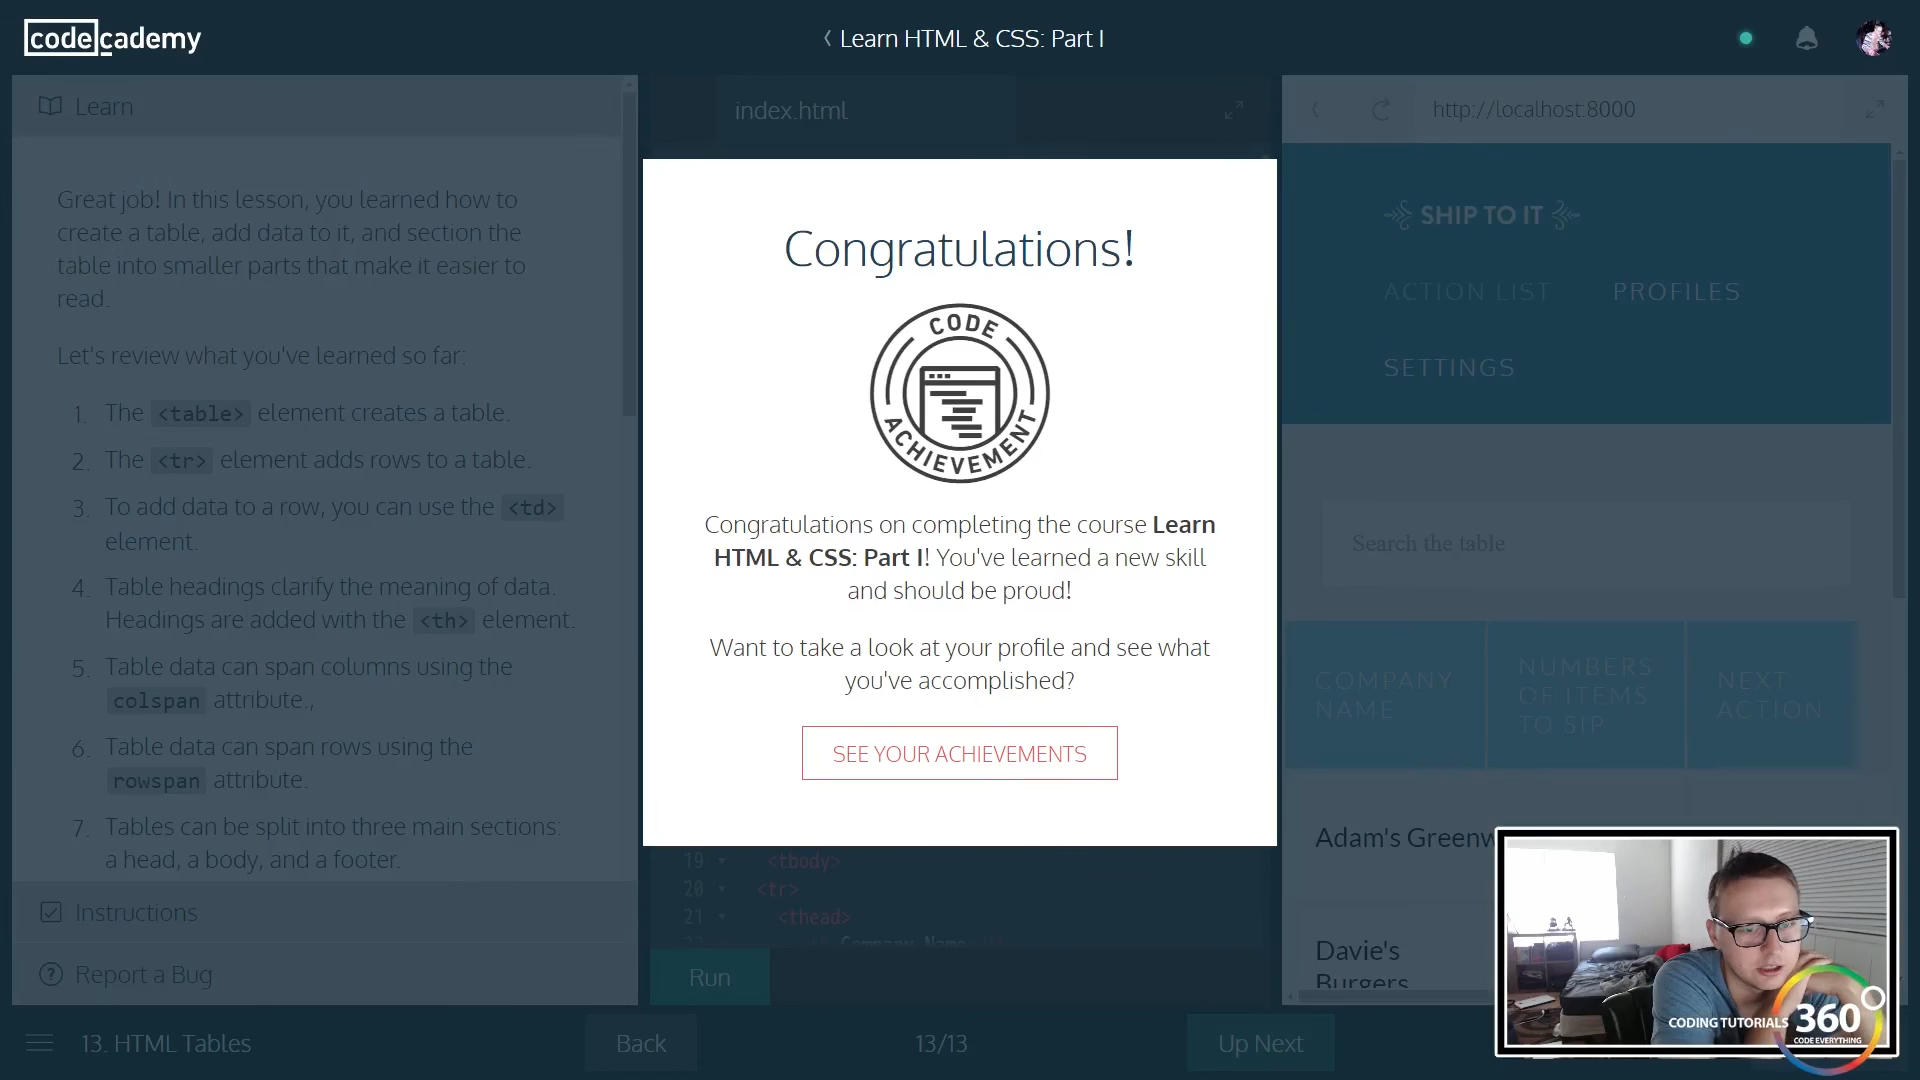 codecademy
Learn HTML & CSS: Part I
Learn
Great job! In this lesson, you learned how to
create a table, add data to it, and section the
table into smaller parts that make it easier to
read.
Let's review what you've learned so far:
1. The <table> element creates a table.
2. The <tr> element adds rows to a table.
3. To add data to a row, you can use the <td>
element.
4. Table headings clarify the meaning of data.
Headings are added with the <th> element.
5. Table data can span columns using the
colspan attribute.,
6. Table data can span rows using the
rowspan attribute.
7. Tables can be split into three main sections:
a head, a body, and a footer.
Instructions
Report a Bug
index.html
Congratulations!
CODE
ACHIEVEMENT
Congratulations on completing the course Learn
HTML & CSS: Part I! You've learned a new skill
and should be proud!
Want to take a look at your profile and see what
you've accomplished?
SEE YOUR ACHIEVEMENTS
19 <tbody>
20 <tr>
21 <thead>
Company Name
Run
http://localhost:8000
SHIP TO IT
ACTION LIST PROFILES
SETTINGS
Search the table
COMPANY
NAME
NUMBERS
OF ITEMS
TO SIP
NEXT
ACTION
Adam's Greenw
Davie's
Burgers
CODING TUTORIALS 360
CODE EVERYTHING
13. HTML Tables
Back
13/13
Up Next